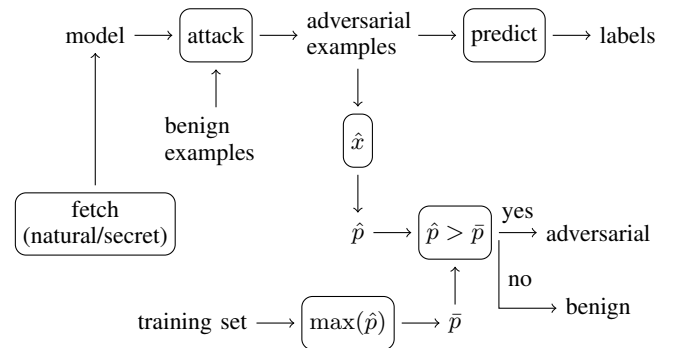 model
attack
adversarial
examples
predict
labels
benign
examples
x̂
fetch
(natural/secret)
p̂
p̂ > p̄
yes
adversarial
no
benign
training set
max(p̂)
p̄